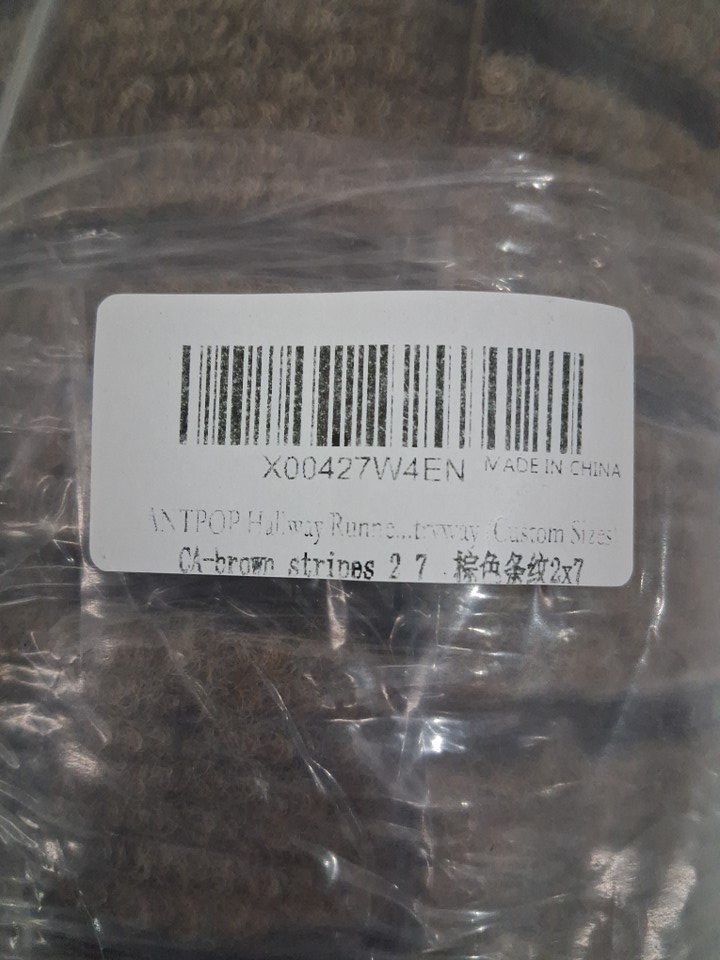 X00427W4EN MADE IN CHINA
ANTPOP Hallway Runne...tryway (Custom Sizes)
CA-brown stripes 2 7 棕色条纹2x7